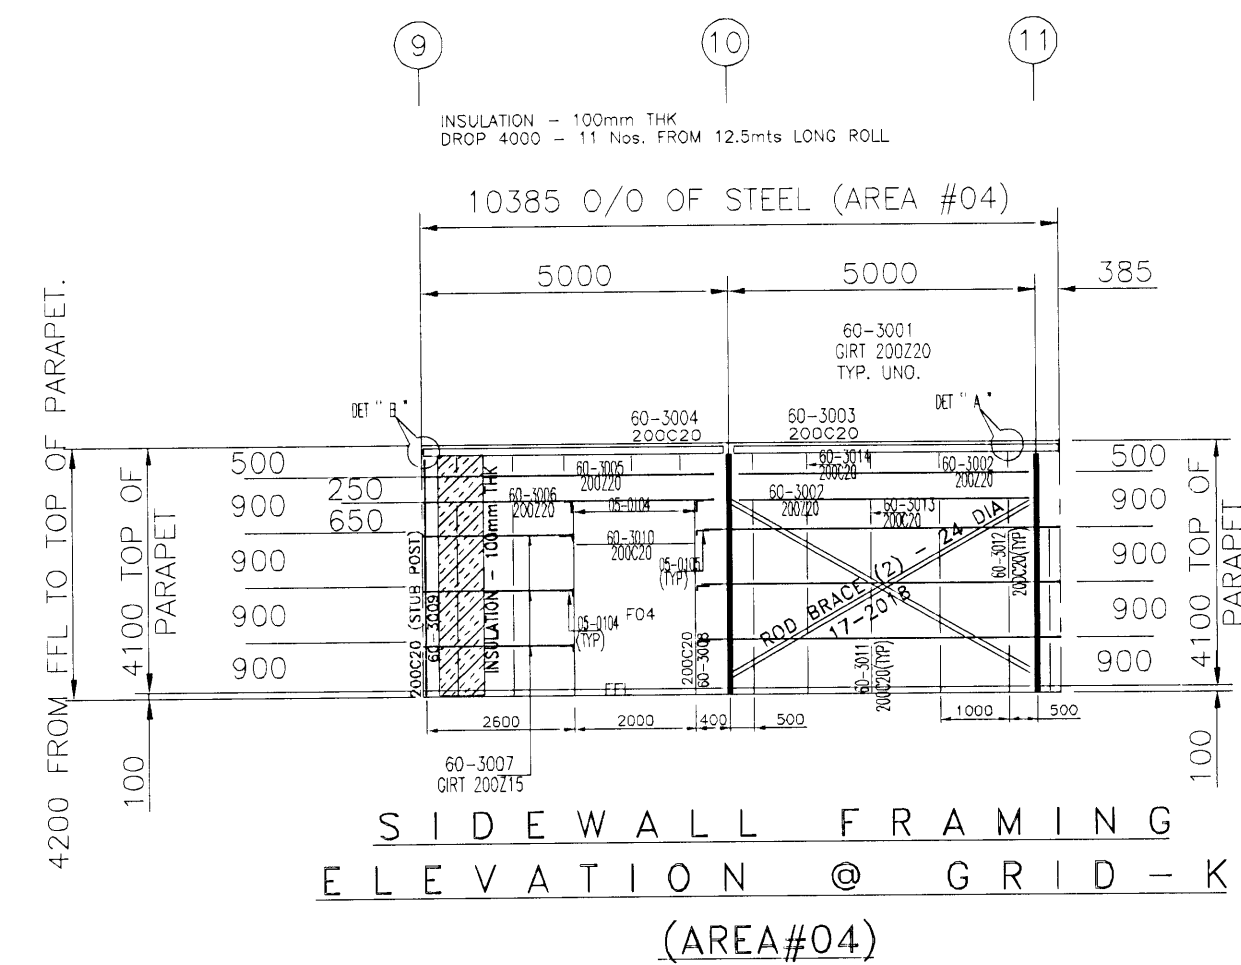 9
10
11
INSULATION - 100mm THK
DROP 4000 - 11 Nos. FROM 12.5mts LONG ROLL
10385 O/O OF STEEL (AREA #04)
5000
5000
385
60-3001
GIRT 200Z20
TYP. UNO.
DET "B"
DET "A"
60-3004
200C20
60-3003
200C20
4200 FROM FFL TO TOP OF PARAPET.
4100 TOP OF
PARAPET
100
500
250
900
650
900
900
900
200C20 (STUB POST)
60-3009
INSULATION - 100mm THK
60-3005
200Z20
60-3006
200Z20
05-0104
60-3010
200C20
05-0105
(TYP)
FO4
05-0104
(TYP)
200C20
60-3008
FFL
60-3014
200C20
60-3002
200Z20
60-3002
200Z20
60-3013
200C20
ROD BRACE (2) - 24 DIA
17-2018
60-3012
200C20(TYP)
60-3011
200C20(TYP)
500
900
900
900
900
4100 TOP OF
PARAPET
100
2600
2000
400
500
1000
500
60-3007
GIRT 200Z15
SIDEWALL FRAMING
ELEVATION @ GRID-K
(AREA#04)